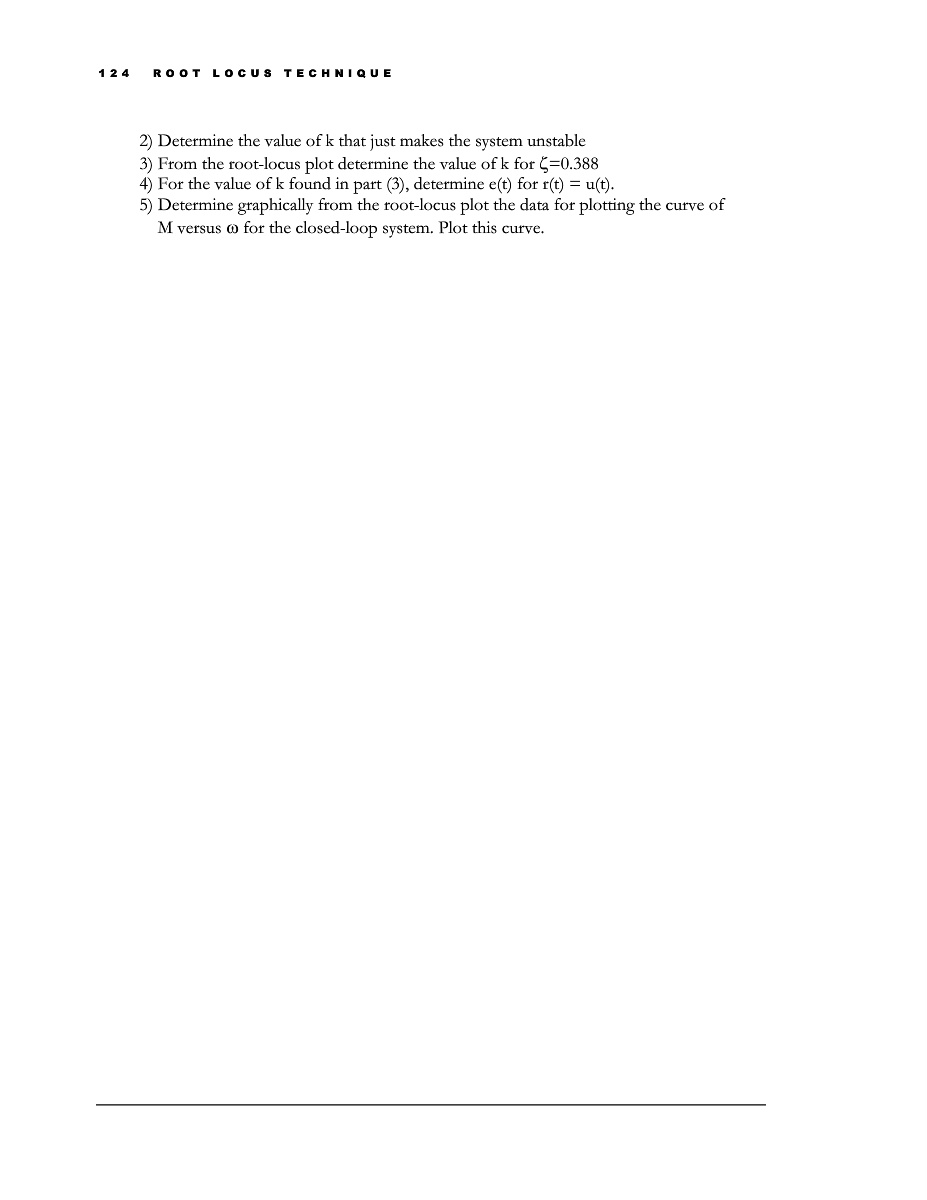 124 ROOT LOCUS TECHNIQUE
2) Determine the value of k that just makes the system unstable
3) From the root-locus plot determine the value of k for ζ=0.388
4) For the value of k found in part (3), determine e(t) for r(t) = u(t).
5) Determine graphically from the root-locus plot the data for plotting the curve of
M versus ω for the closed-loop system. Plot this curve.